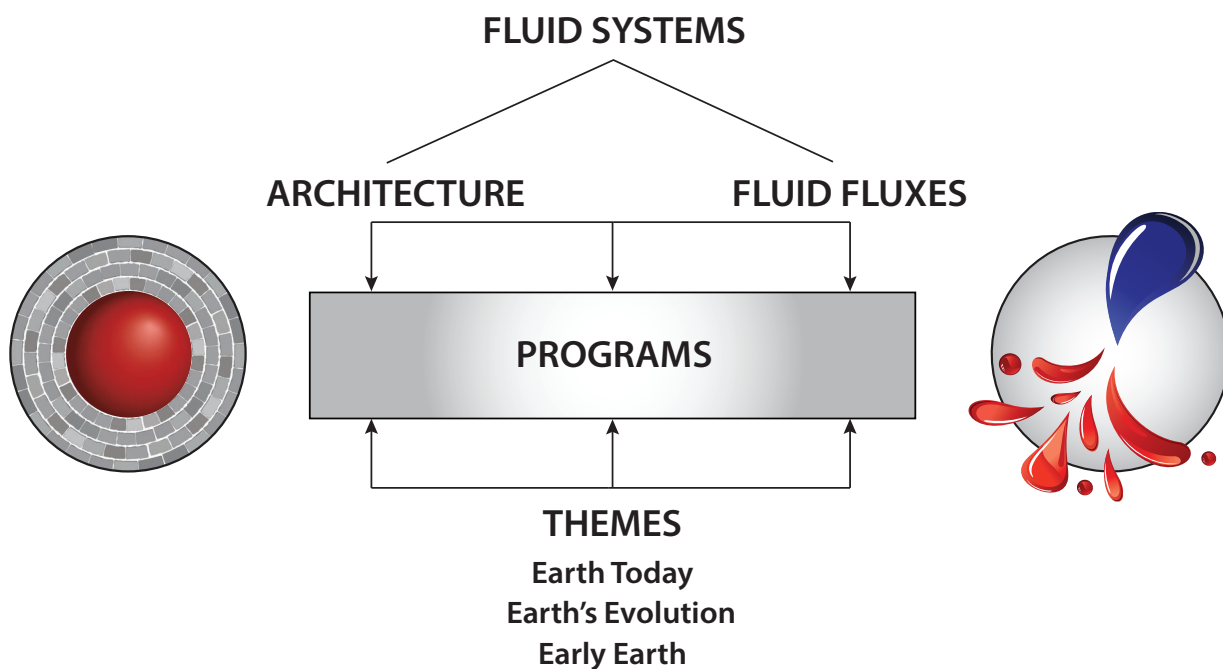 FLUID SYSTEMS
ARCHITECTURE
FLUID FLUXES
PROGRAMS
THEMES
Earth Today
Earth’s Evolution
Early Earth